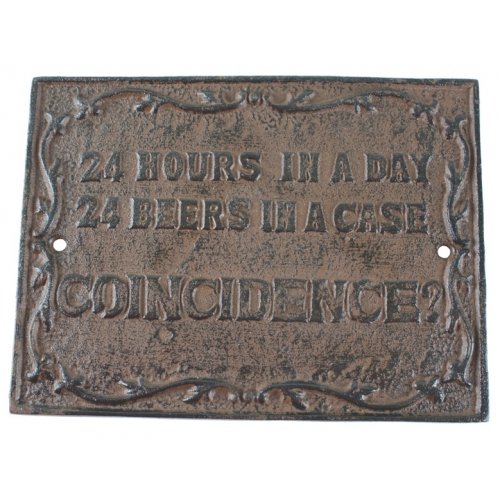 24 HOURS IN A DAY
24 BEERS IN A CASE
COINCIDENCE?